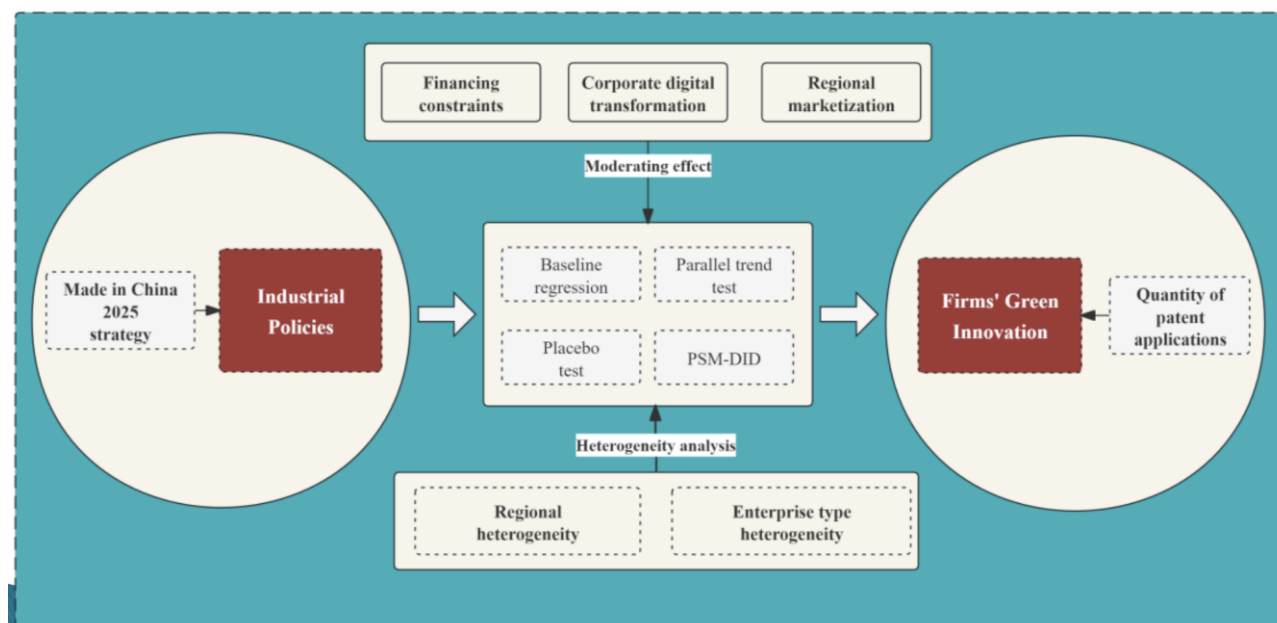 Financing
constraints
Corporate digital
transformation
Regional
marketization
Moderating effect
Made in China
2025
strategy
Industrial
Policies
Baseline
regression
Parallel trend
test
Placebo
test
PSM-DID
Firms' Green
Innovation
Quantity of
patent
applications
Heterogeneity analysis
Regional
heterogeneity
Enterprise type
heterogeneity